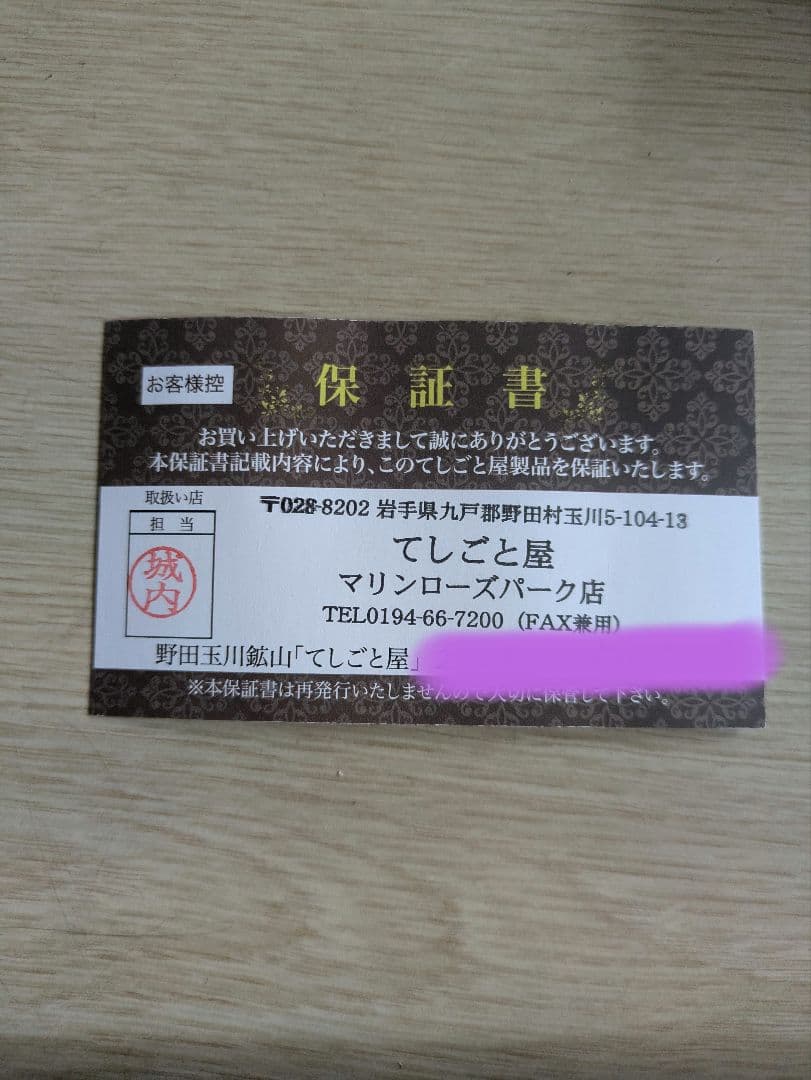 お客様控
保証書
お買い上げいただきまして誠にありがとうございます。
本保証書記載内容により、このてしごと屋製品を保証いたします。
取扱い店
担当
城内
〒028-8202 岩手県九戸郡野田村玉川5-104-13
てしごと屋
マリンローズパーク店
TEL0194-66-7200（FAX兼用）
野田玉川鉱山「てしごと屋」
※本保証書は再発行いたしませんので大切に保管して下さい。